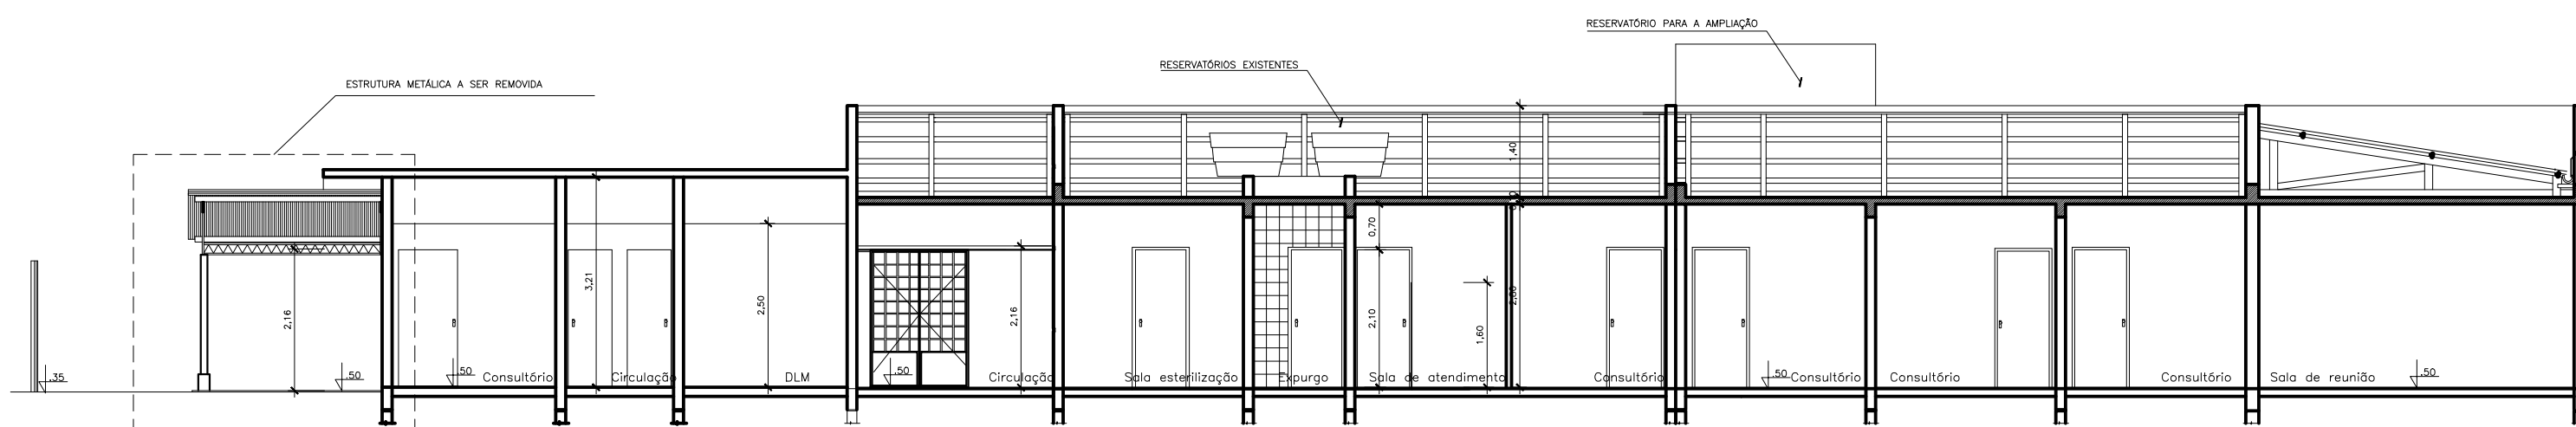 RESERVATÓRIO PARA A AMPLIAÇÃO
RESERVATÓRIOS EXISTENTES
ESTRUTURA METÁLICA A SER REMOVIDA
1,40
0,70
3,21
2,50
2,80
2,16
2,16
2,10
1,60
.35
.50
.50
.50
.50
.50
Consultório
Circulação
DLM
Circulação
Sala esterilização
Expurgo
Sala de atendimento
Consultório
Consultório
Consultório
Consultório
Sala de reunião